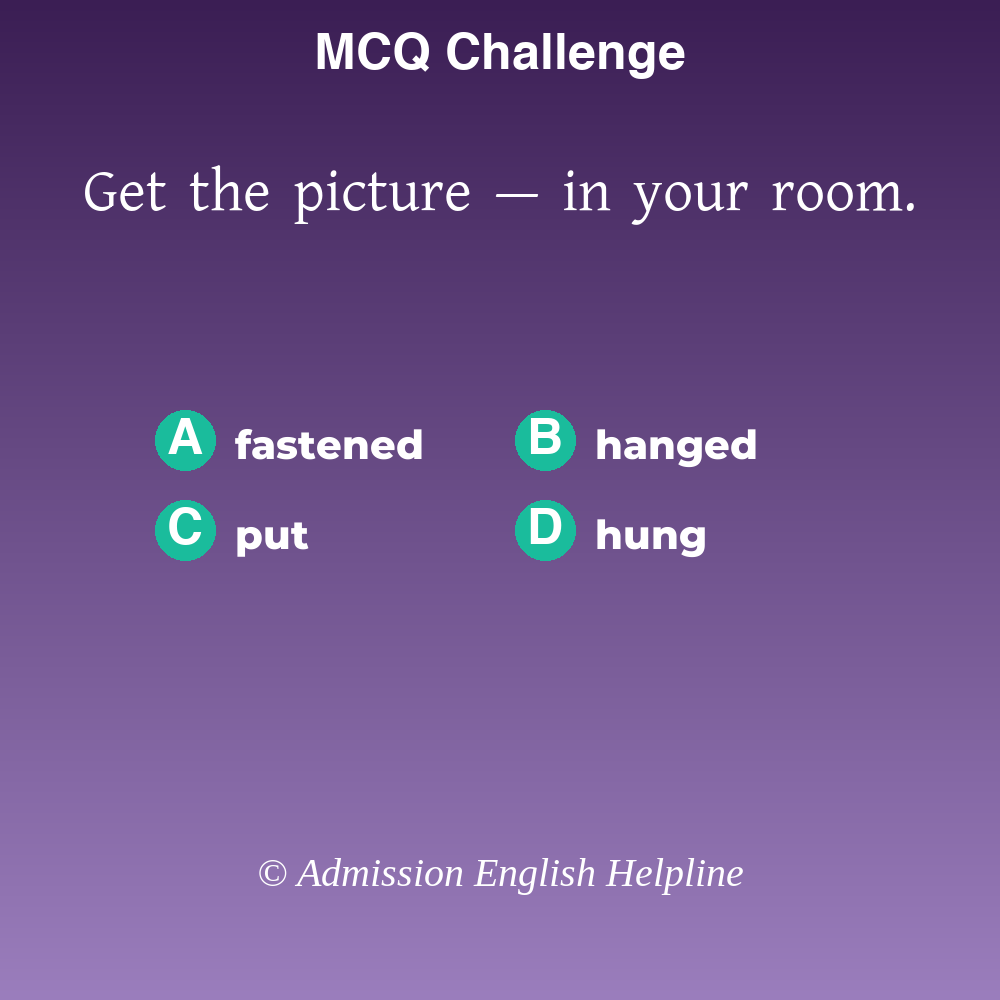 MCQ Challenge
Get the picture — in your room.
A fastened B hanged
C put D hung
© Admission English Helpline